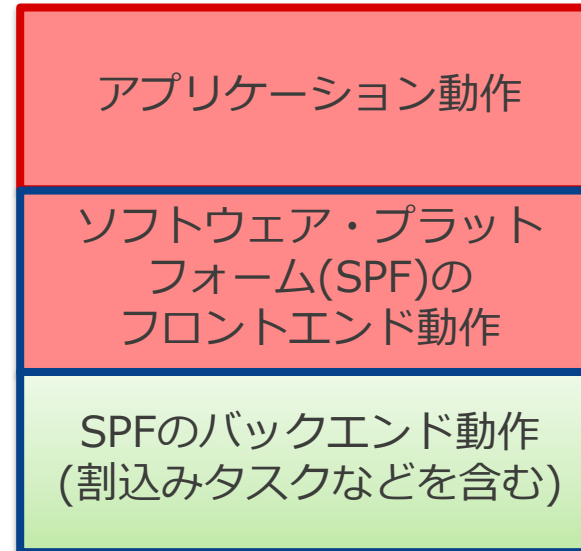 アプリケーション動作
ソフトウェア・プラット
フォーム(SPF)の
フロントエンド動作
SPFのバックエンド動作
(割込みタスクなどを含む)